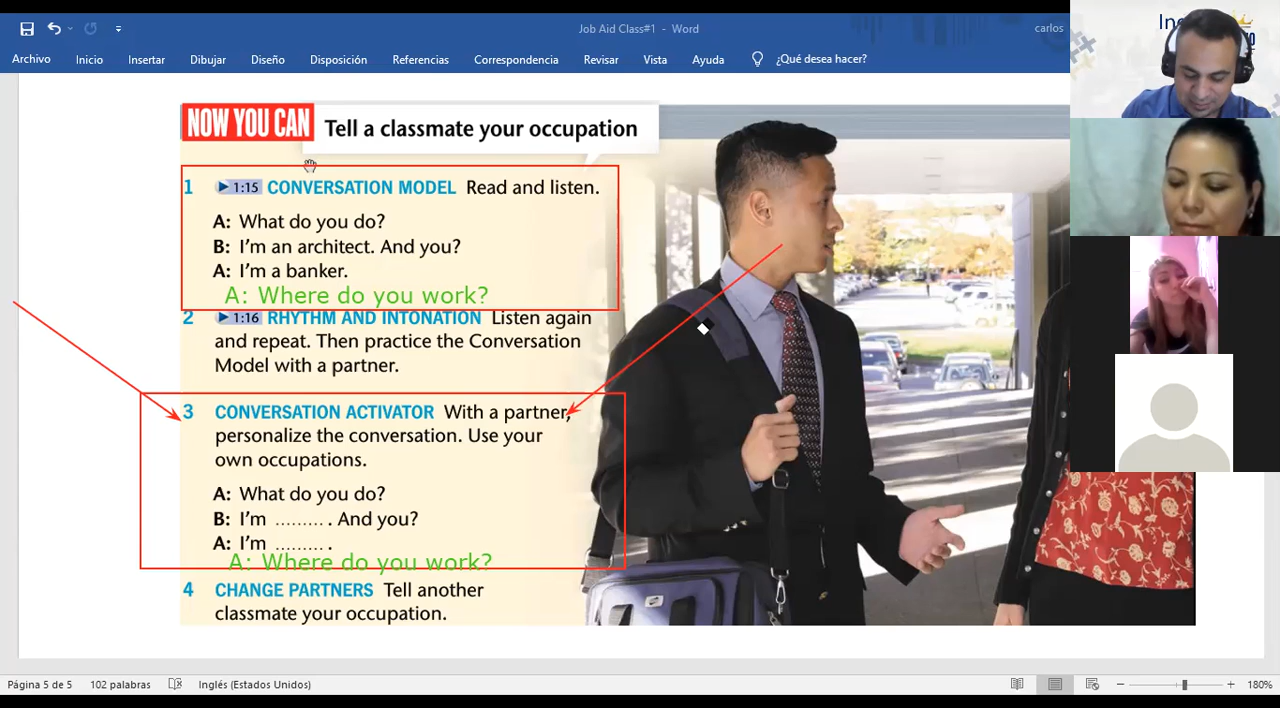 Job Aid Class#1 - Word
carlos
Archivo Inicio Insertar Dibujar Diseño Disposición Referencias Correspondencia Revisar Vista Ayuda ¿Qué desea hacer?
NOW YOU CAN Tell a classmate your occupation
1 1:15 CONVERSATION MODEL Read and listen.
A: What do you do?
B: I'm an architect. And you?
A: I'm a banker.
A: Where do you work?
2 1:16 RHYTHM AND INTONATION Listen again
and repeat. Then practice the Conversation
Model with a partner.
3 CONVERSATION ACTIVATOR With a partner,
personalize the conversation. Use your
own occupations.
A: What do you do?
B: I'm ......... . And you?
A: I'm ......... .
A: Where do you work?
4 CHANGE PARTNERS Tell another
classmate your occupation.
Página 5 de 5 102 palabras Inglés (Estados Unidos) 180%